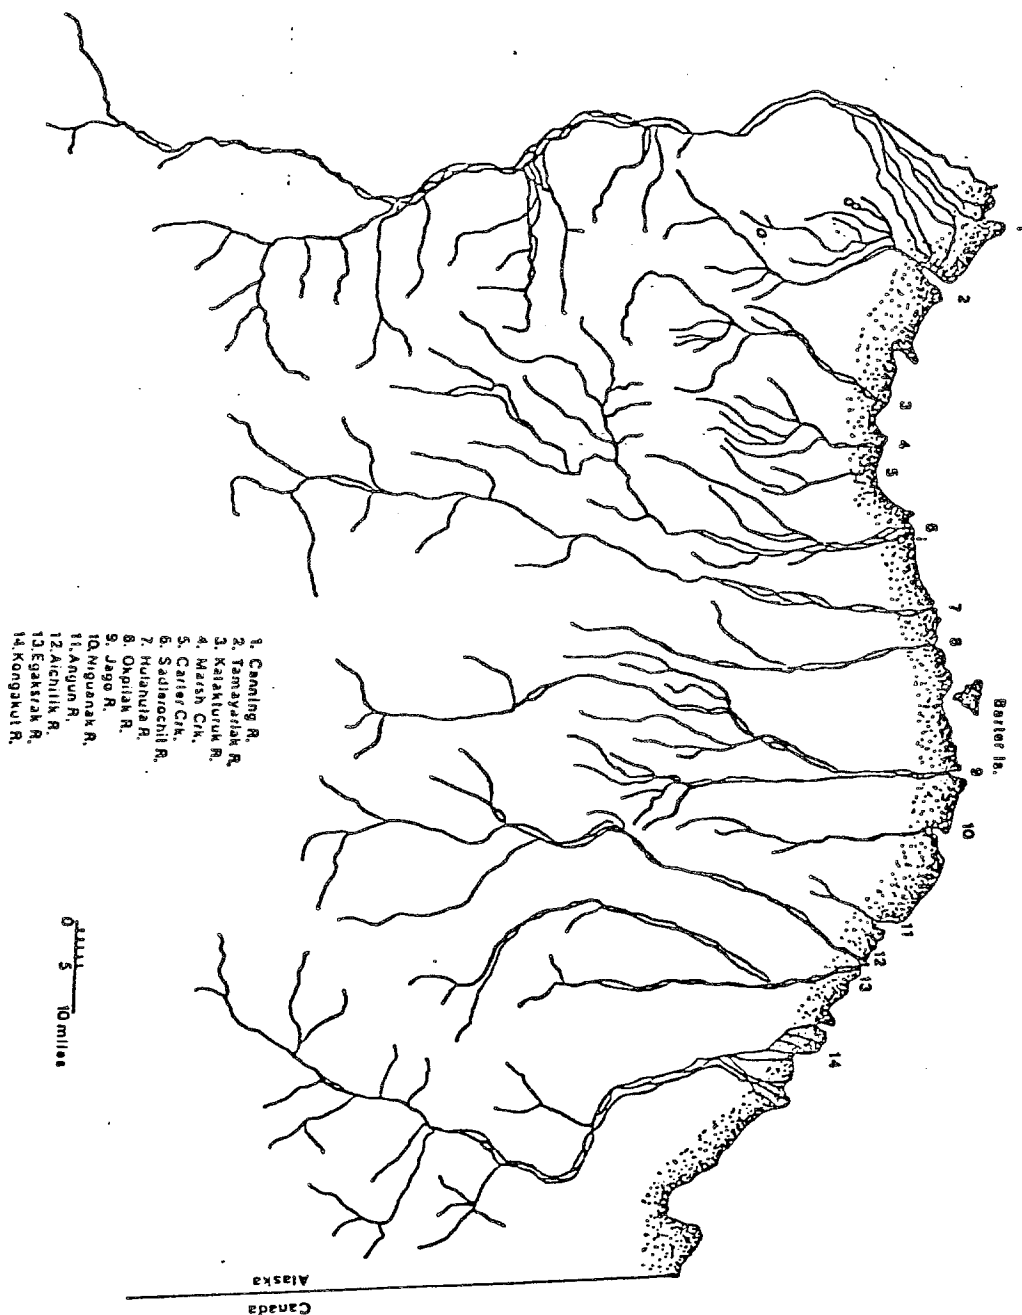 Barter Is.
2
3
4
5
6
7
8
9
10
11
12
13
14
1. Canning R.
2. Tamayariak R.
3. Katakturuk R.
4. Marsh Crk.
5. Carter Crk.
6. Sadlerochit R.
7. Hulahula R.
8. Okpilak R.
9. Jago R.
10. Niguanak R.
11. Angun R.
12. Aichilik R.
13. Egaksrak R.
14. Kongakut R.
0 5 10 miles
Alaska
Canada